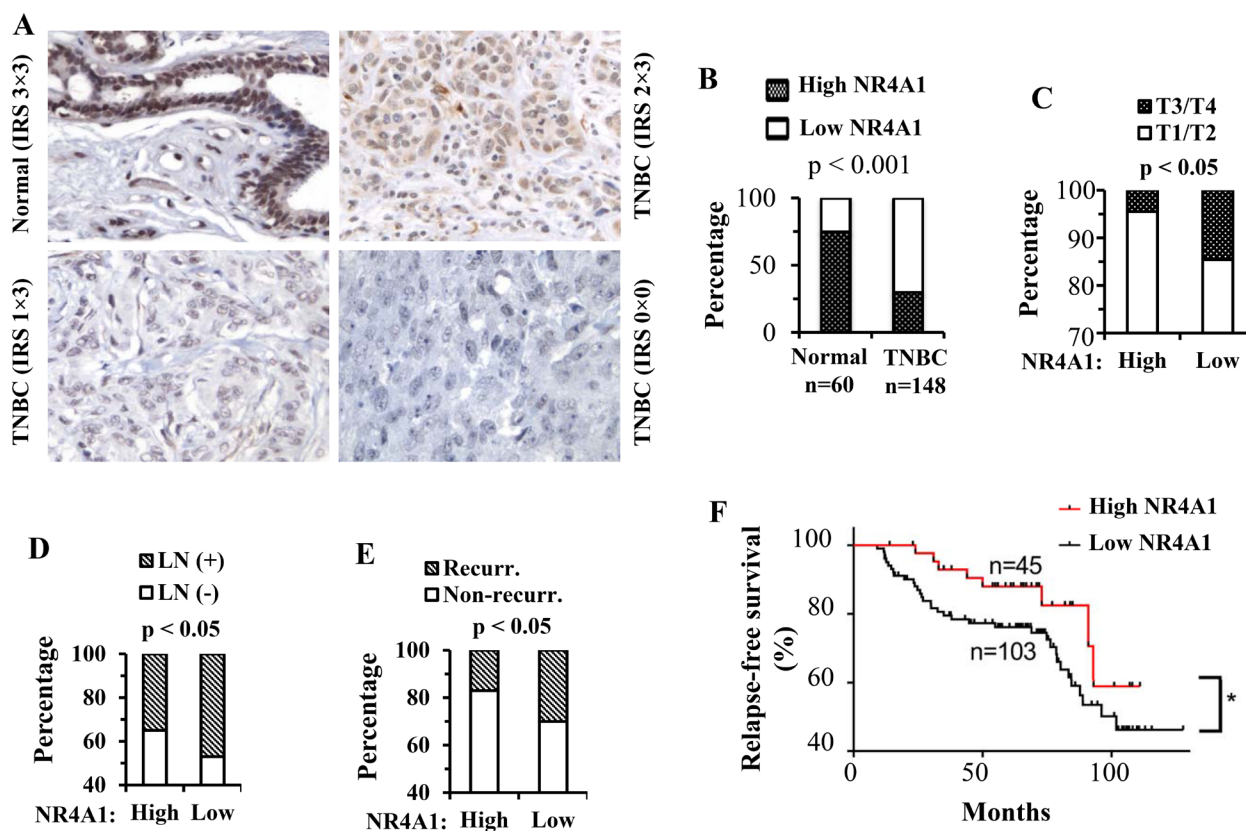 A
Normal (IRS 3×3)
TNBC (IRS 2×3)
TNBC (IRS 1×3)
TNBC (IRS 0×0)
B
High NR4A1
Low NR4A1
p < 0.001
Percentage
100
50
0
Normal
n=60
TNBC
n=148
C
T3/T4
T1/T2
p < 0.05
Percentage
100
90
80
70
NR4A1: High Low
D
LN (+)
LN (-)
p < 0.05
Percentage
100
80
60
40
NR4A1: High Low
E
Recurr.
Non-recurr.
p < 0.05
Percentage
100
80
60
40
NR4A1: High Low
F
High NR4A1
Low NR4A1
Relapse-free survival
(%)
100
80
60
40
n=45
n=103
*
0 50 100
Months